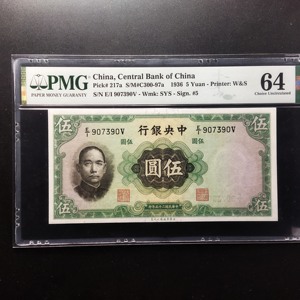 PMG
PAPER MONEY GUARANTY
China, Central Bank of China
Pick# 217a S/M#C300-97a 1936 5 Yuan - Printer: W&S
S/N E/I 907390V - Wmk: SYS - Sign. #5
64
Choice Uncirculated
伍
行銀央中
伍
E/I 907390V
圓伍
圓伍
E/I 907390V
圓伍
伍
伍